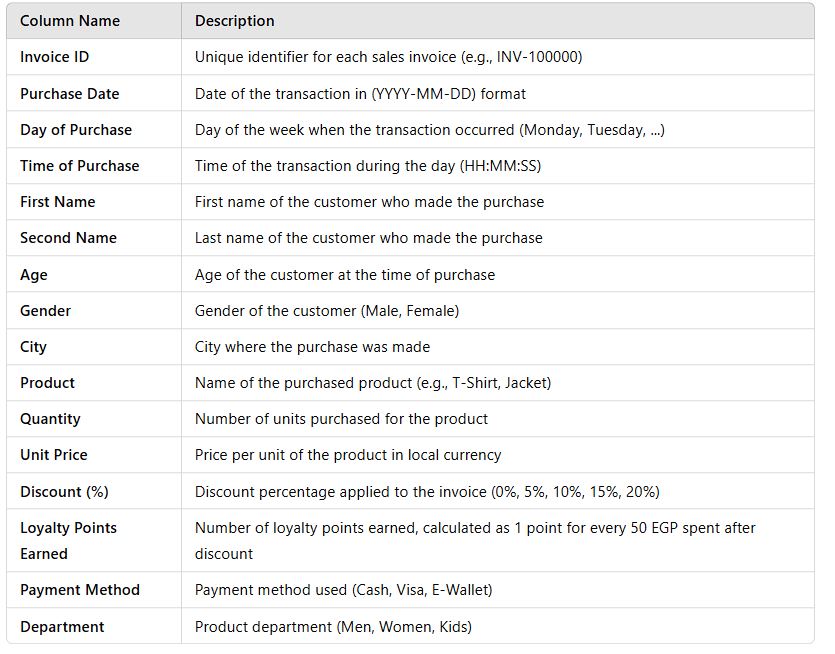 Column Name Description
Invoice ID Unique identifier for each sales invoice (e.g., INV-100000)
Purchase Date Date of the transaction in (YYYY-MM-DD) format
Day of Purchase Day of the week when the transaction occurred (Monday, Tuesday, ...)
Time of Purchase Time of the transaction during the day (HH:MM:SS)
First Name First name of the customer who made the purchase
Second Name Last name of the customer who made the purchase
Age Age of the customer at the time of purchase
Gender Gender of the customer (Male, Female)
City City where the purchase was made
Product Name of the purchased product (e.g., T-Shirt, Jacket)
Quantity Number of units purchased for the product
Unit Price Price per unit of the product in local currency
Discount (%) Discount percentage applied to the invoice (0%, 5%, 10%, 15%, 20%)
Loyalty Points Number of loyalty points earned, calculated as 1 point for every 50 EGP spent after
Earned discount
Payment Method Payment method used (Cash, Visa, E-Wallet)
Department Product department (Men, Women, Kids)